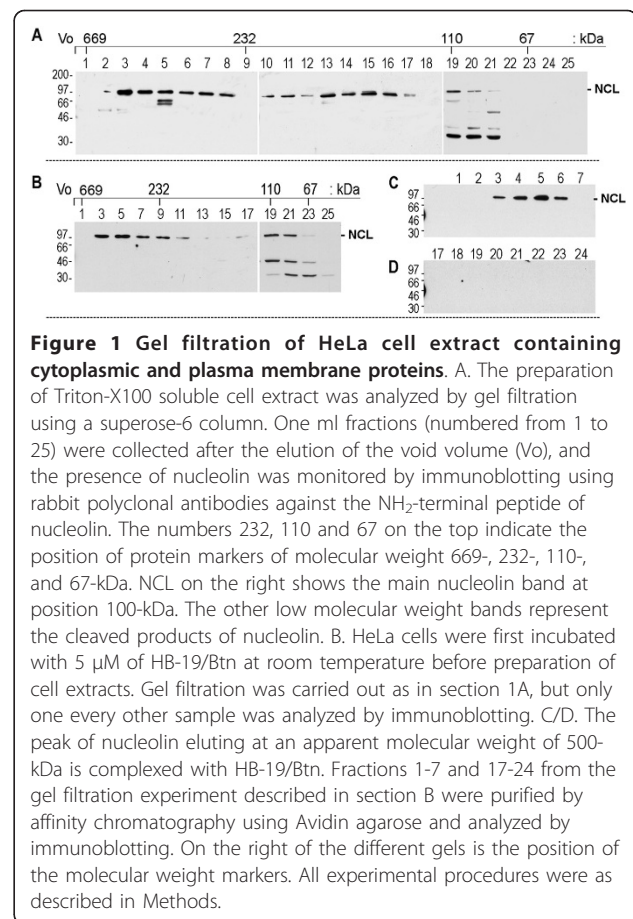 A Vo 669 232 110 67 : kDa
1 2 3 4 5 6 7 8 9 10 11 12 13 14 15 16 17 18 19 20 21 22 23 24 25
200-
97-
66-
46-
30-
- NCL
B Vo 669 232 110 67 : kDa
1 3 5 7 9 11 13 15 17 19 21 23 25
97-
66-
46-
30-
- NCL
C 1 2 3 4 5 6 7
97-
66-
46-
30-
- NCL
17 18 19 20 21 22 23 24
D
97-
66-
46-
30-
Figure 1 Gel filtration of HeLa cell extract containing
cytoplasmic and plasma membrane proteins. A. The preparation
of Triton-X100 soluble cell extract was analyzed by gel filtration
using a superose-6 column. One ml fractions (numbered from 1 to
25) were collected after the elution of the void volume (Vo), and
the presence of nucleolin was monitored by immunoblotting using
rabbit polyclonal antibodies against the NH₂-terminal peptide of
nucleolin. The numbers 232, 110 and 67 on the top indicate the
position of protein markers of molecular weight 669-, 232-, 110-,
and 67-kDa. NCL on the right shows the main nucleolin band at
position 100-kDa. The other low molecular weight bands represent
the cleaved products of nucleolin. B. HeLa cells were first incubated
with 5 μM of HB-19/Btn at room temperature before preparation of
cell extracts. Gel filtration was carried out as in section 1A, but only
one every other sample was analyzed by immunoblotting. C/D. The
peak of nucleolin eluting at an apparent molecular weight of 500-
kDa is complexed with HB-19/Btn. Fractions 1-7 and 17-24 from the
gel filtration experiment described in section B were purified by
affinity chromatography using Avidin agarose and analyzed by
immunoblotting. On the right of the different gels is the position of
the molecular weight markers. All experimental procedures were as
described in Methods.